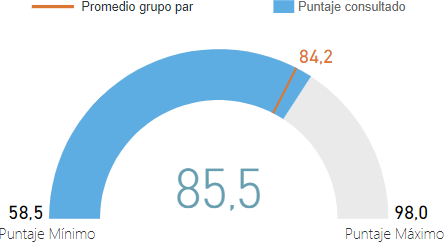 Promedio grupo par
Puntaje consultado
84,2
85,5
58,5
98,0
Puntaje Mínimo
Puntaje Máximo